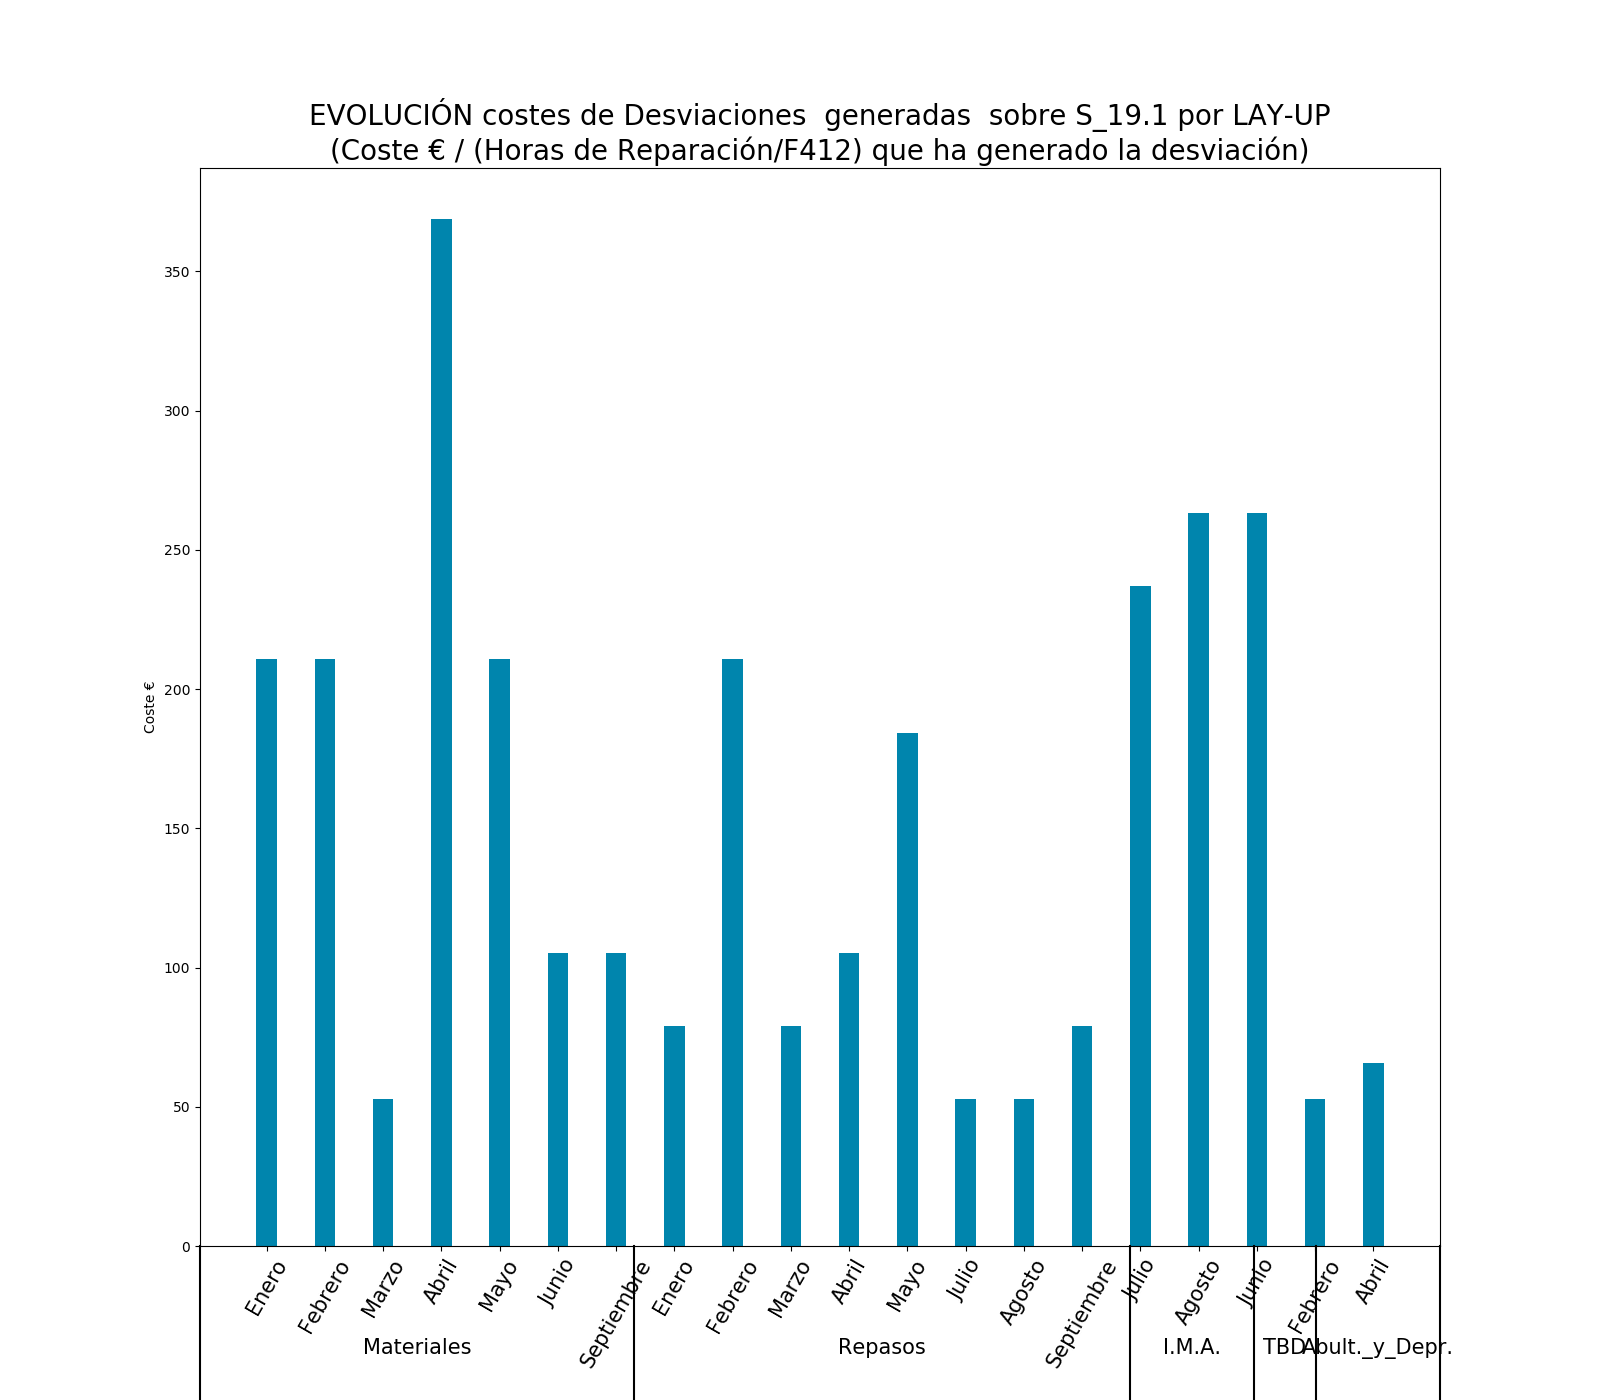 EVOLUCIÓN costes de Desviaciones  generadas  sobre S_19.1 por LAY-UP
(Coste € / (Horas de Reparación/F412) que ha generado la desviación)
350
300
250
200
150
100
50
0
Coste €
Enero Febrero Marzo Abril Mayo Junio Septiembre Enero Febrero Marzo Abril Mayo Julio Agosto Septiembre Julio Agosto Junio Febrero Abril
Materiales Repasos I.M.A. TBD Abult._y_Depr.